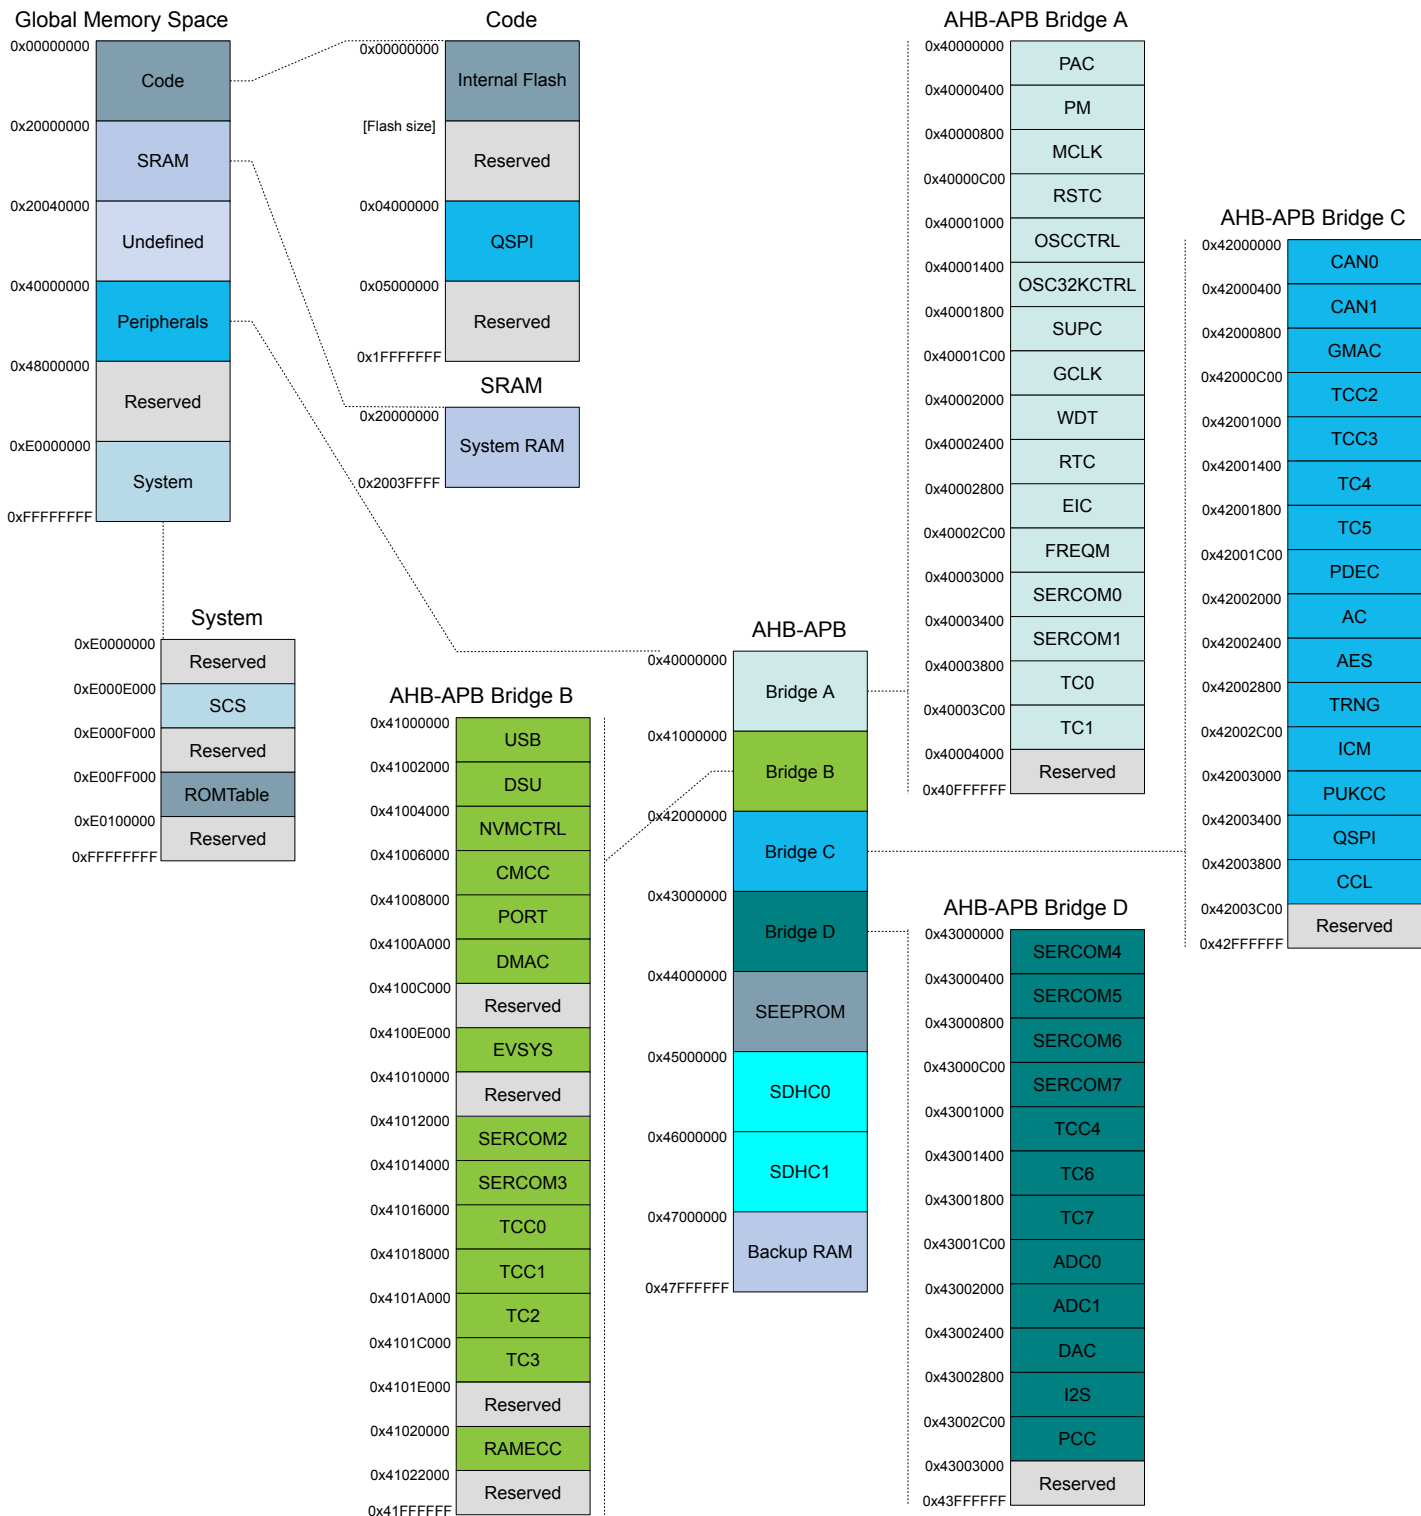 Global Memory Space
0x00000000
Code
0x20000000
SRAM
0x20040000
Undefined
0x40000000
Peripherals
0x48000000
Reserved
0xE0000000
System
0xFFFFFFFF
Code
0x00000000
Internal Flash
[Flash size]
Reserved
0x04000000
QSPI
0x05000000
Reserved
0x1FFFFFFF
SRAM
0x20000000
System RAM
0x2003FFFF
System
0xE0000000
Reserved
0xE000E000
SCS
0xE000F000
Reserved
0xE00FF000
ROMTable
0xE0100000
Reserved
0xFFFFFFFF
AHB-APB Bridge B
0x41000000
USB
0x41002000
DSU
0x41004000
NVMCTRL
0x41006000
CMCC
0x41008000
PORT
0x4100A000
DMAC
0x4100C000
Reserved
0x4100E000
EVSYS
0x41010000
Reserved
0x41012000
SERCOM2
0x41014000
SERCOM3
0x41016000
TCC0
0x41018000
TCC1
0x4101A000
TC2
0x4101C000
TC3
0x4101E000
Reserved
0x41020000
RAMECC
0x41022000
Reserved
0x41FFFFFF
AHB-APB
0x40000000
Bridge A
0x41000000
Bridge B
0x42000000
Bridge C
0x43000000
Bridge D
0x44000000
SEEPROM
0x45000000
SDHC0
0x46000000
SDHC1
0x47000000
Backup RAM
0x47FFFFFF
AHB-APB Bridge A
0x40000000
PAC
0x40000400
PM
0x40000800
MCLK
0x40000C00
RSTC
0x40001000
OSCCTRL
0x40001400
OSC32KCTRL
0x40001800
SUPC
0x40001C00
GCLK
0x40002000
WDT
0x40002400
RTC
0x40002800
EIC
0x40002C00
FREQM
0x40003000
SERCOM0
0x40003400
SERCOM1
0x40003800
TC0
0x40003C00
TC1
0x40004000
Reserved
0x40FFFFFF
AHB-APB Bridge C
0x42000000
CAN0
0x42000400
CAN1
0x42000800
GMAC
0x42000C00
TCC2
0x42001000
TCC3
0x42001400
TC4
0x42001800
TC5
0x42001C00
PDEC
0x42002000
AC
0x42002400
AES
0x42002800
TRNG
0x42002C00
ICM
0x42003000
PUKCC
0x42003400
QSPI
0x42003800
CCL
0x42003C00
Reserved
0x42FFFFFF
AHB-APB Bridge D
0x43000000
SERCOM4
0x43000400
SERCOM5
0x43000800
SERCOM6
0x43000C00
SERCOM7
0x43001000
TCC4
0x43001400
TC6
0x43001800
TC7
0x43001C00
ADC0
0x43002000
ADC1
0x43002400
DAC
0x43002800
I2S
0x43002C00
PCC
0x43003000
Reserved
0x43FFFFFF